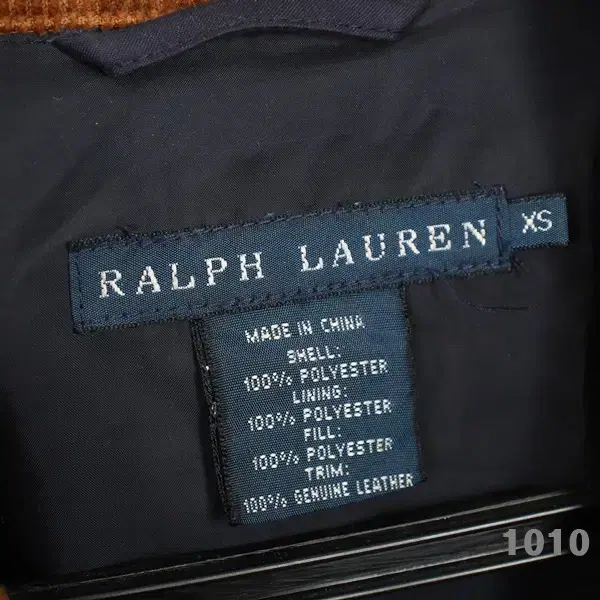 RALPH LAUREN
XS
MADE IN CHINA
SHELL:
100% POLYESTER
LINING:
100% POLYESTER
FILL:
100% POLYESTER
TRIM:
100% GENUINE LEATHER
1010